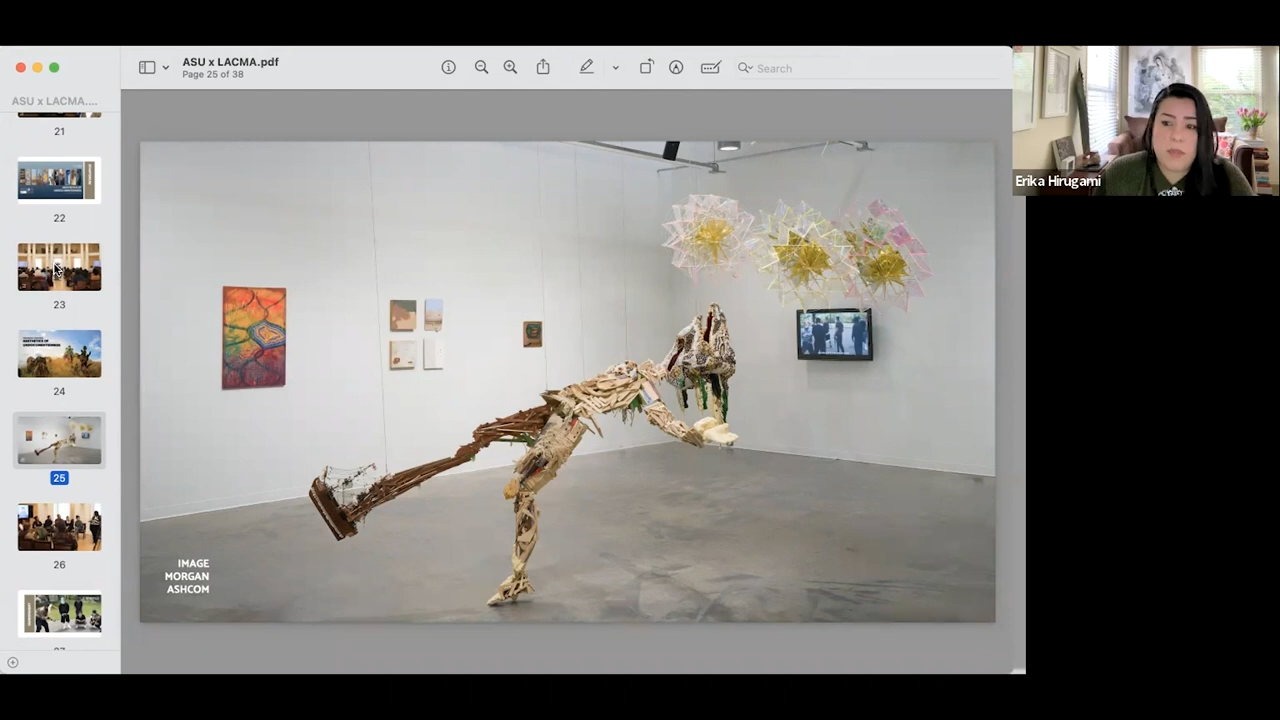 ASU x LACMA.pdf
Page 25 of 38
Search
ASU x LACMA....
21
22
23
24
25
26
IMAGE
MORGAN
ASHCOM
Erika Hirugami